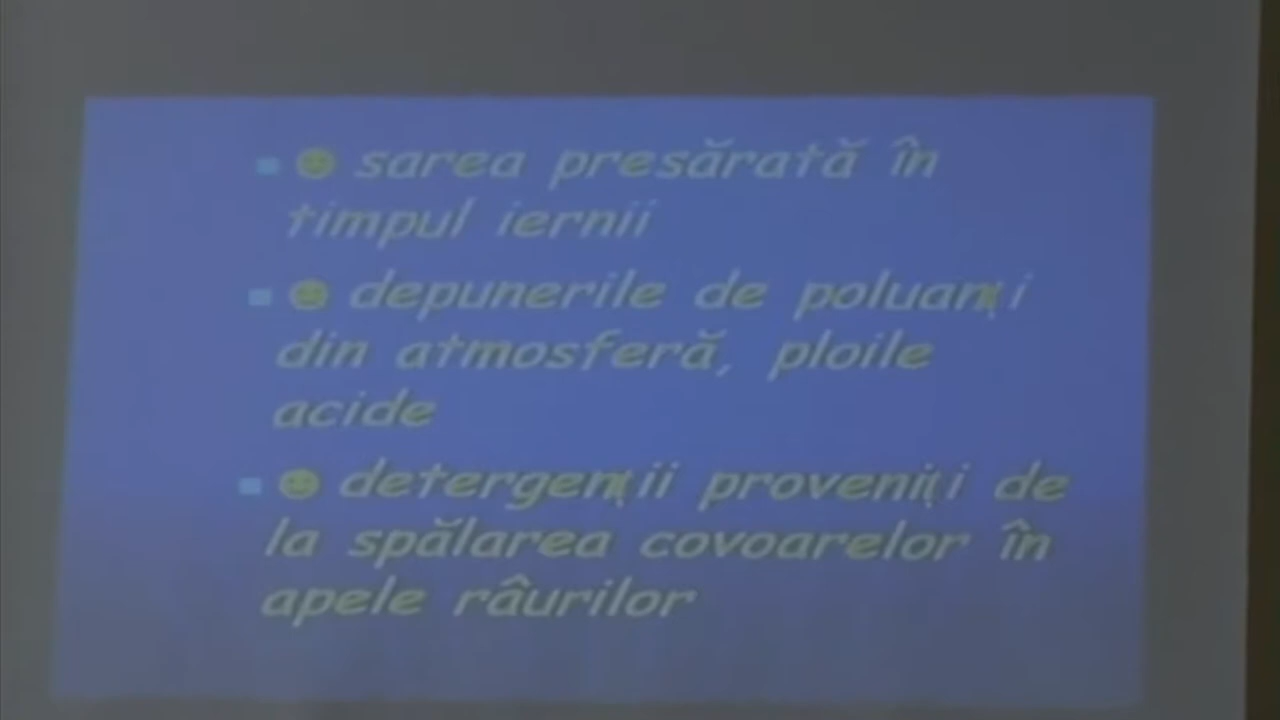 sarea presărată în
timpul iernii
depunerile de poluanți
din atmosferă, ploile
acide
detergenții proveniți de
la spălarea covoarelor în
apele râurilor